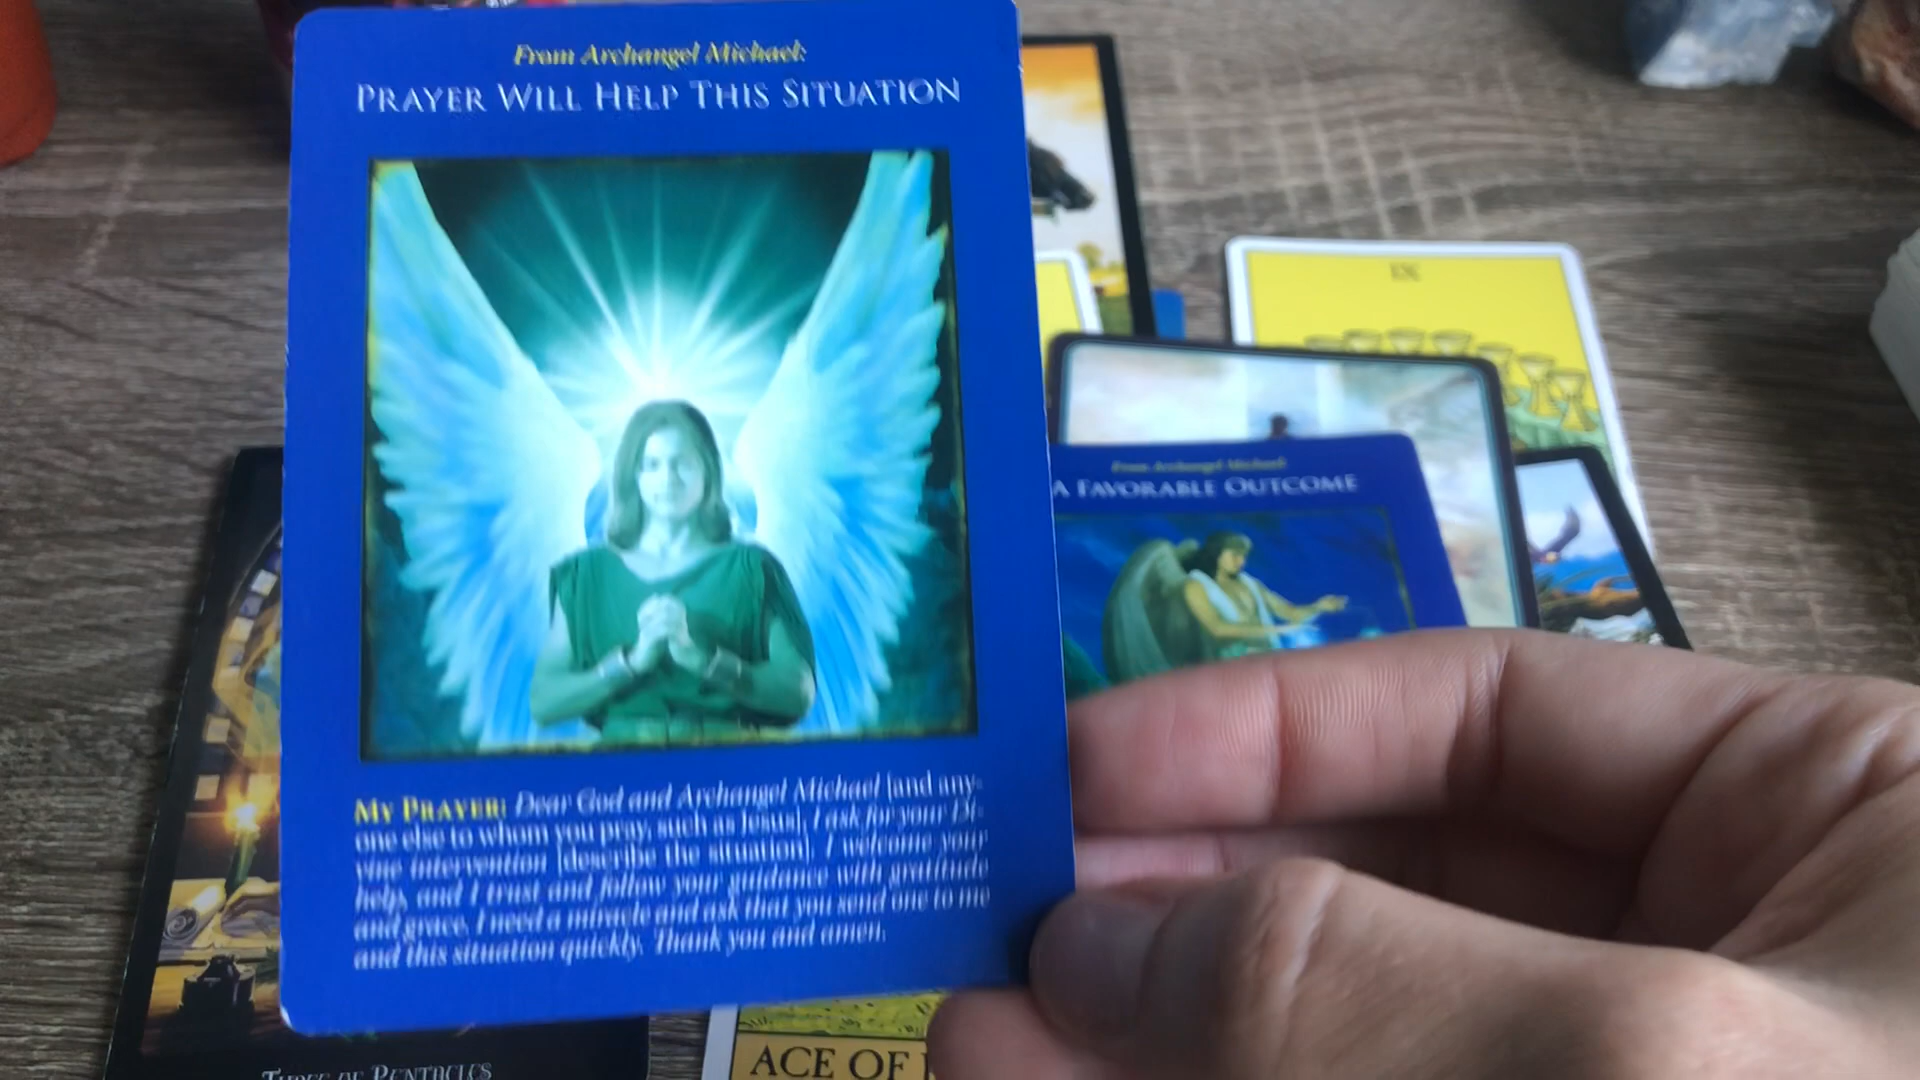 From Archangel Michael:
PRAYER WILL HELP THIS SITUATION
MY PRAYER: Dear God and Archangel Michael [and any-
one else to whom you pray, such as Jesus], I ask for your Di-
vine intervention [describe the situation]. I welcome your
help, and I trust and follow your guidance with gratitude
and grace. I need a miracle and ask that you send one to me
and this situation quickly. Thank you and amen.
IX
From Archangel Michael:
A FAVORABLE OUTCOME
THREE OF PENTACLES
ACE OF